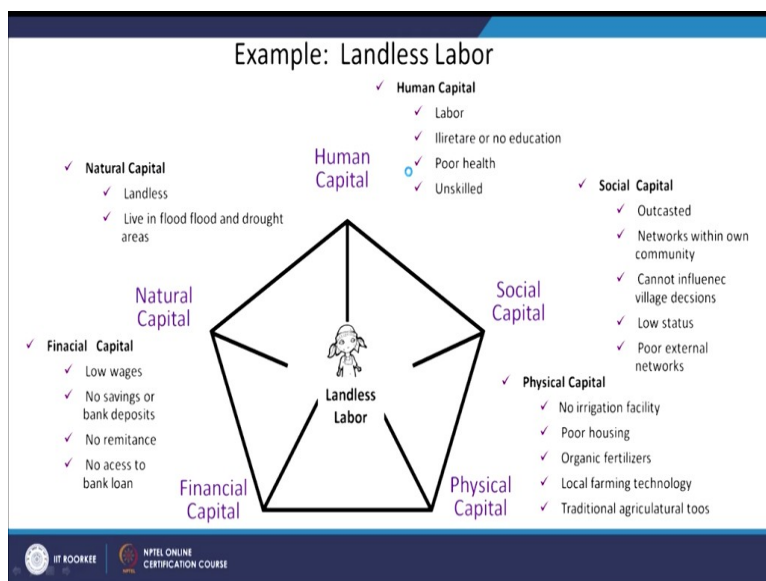 Example: Landless Labor
✓ Human Capital
✓ Labor
✓ Iliretare or no education
✓ Poor health
✓ Unskilled
Human
Capital
✓ Natural Capital
✓ Landless
✓ Live in flood flood and drought
areas
✓ Social Capital
✓ Outcasted
✓ Networks within own
community
✓ Cannot influenec
village decsions
✓ Low status
✓ Poor external
networks
Natural
Capital
Social
Capital
✓ Finacial Capital
✓ Low wages
✓ No savings or
bank deposits
✓ No remitance
✓ No acess to
bank loan
Landless
Labor
✓ Physical Capital
✓ No irrigation facility
✓ Poor housing
✓ Organic fertilizers
✓ Local farming technology
✓ Traditional agriculatural toos
Financial
Capital
Physical
Capital
IIT ROORKEE
NPTEL ONLINE
CERTIFICATION COURSE